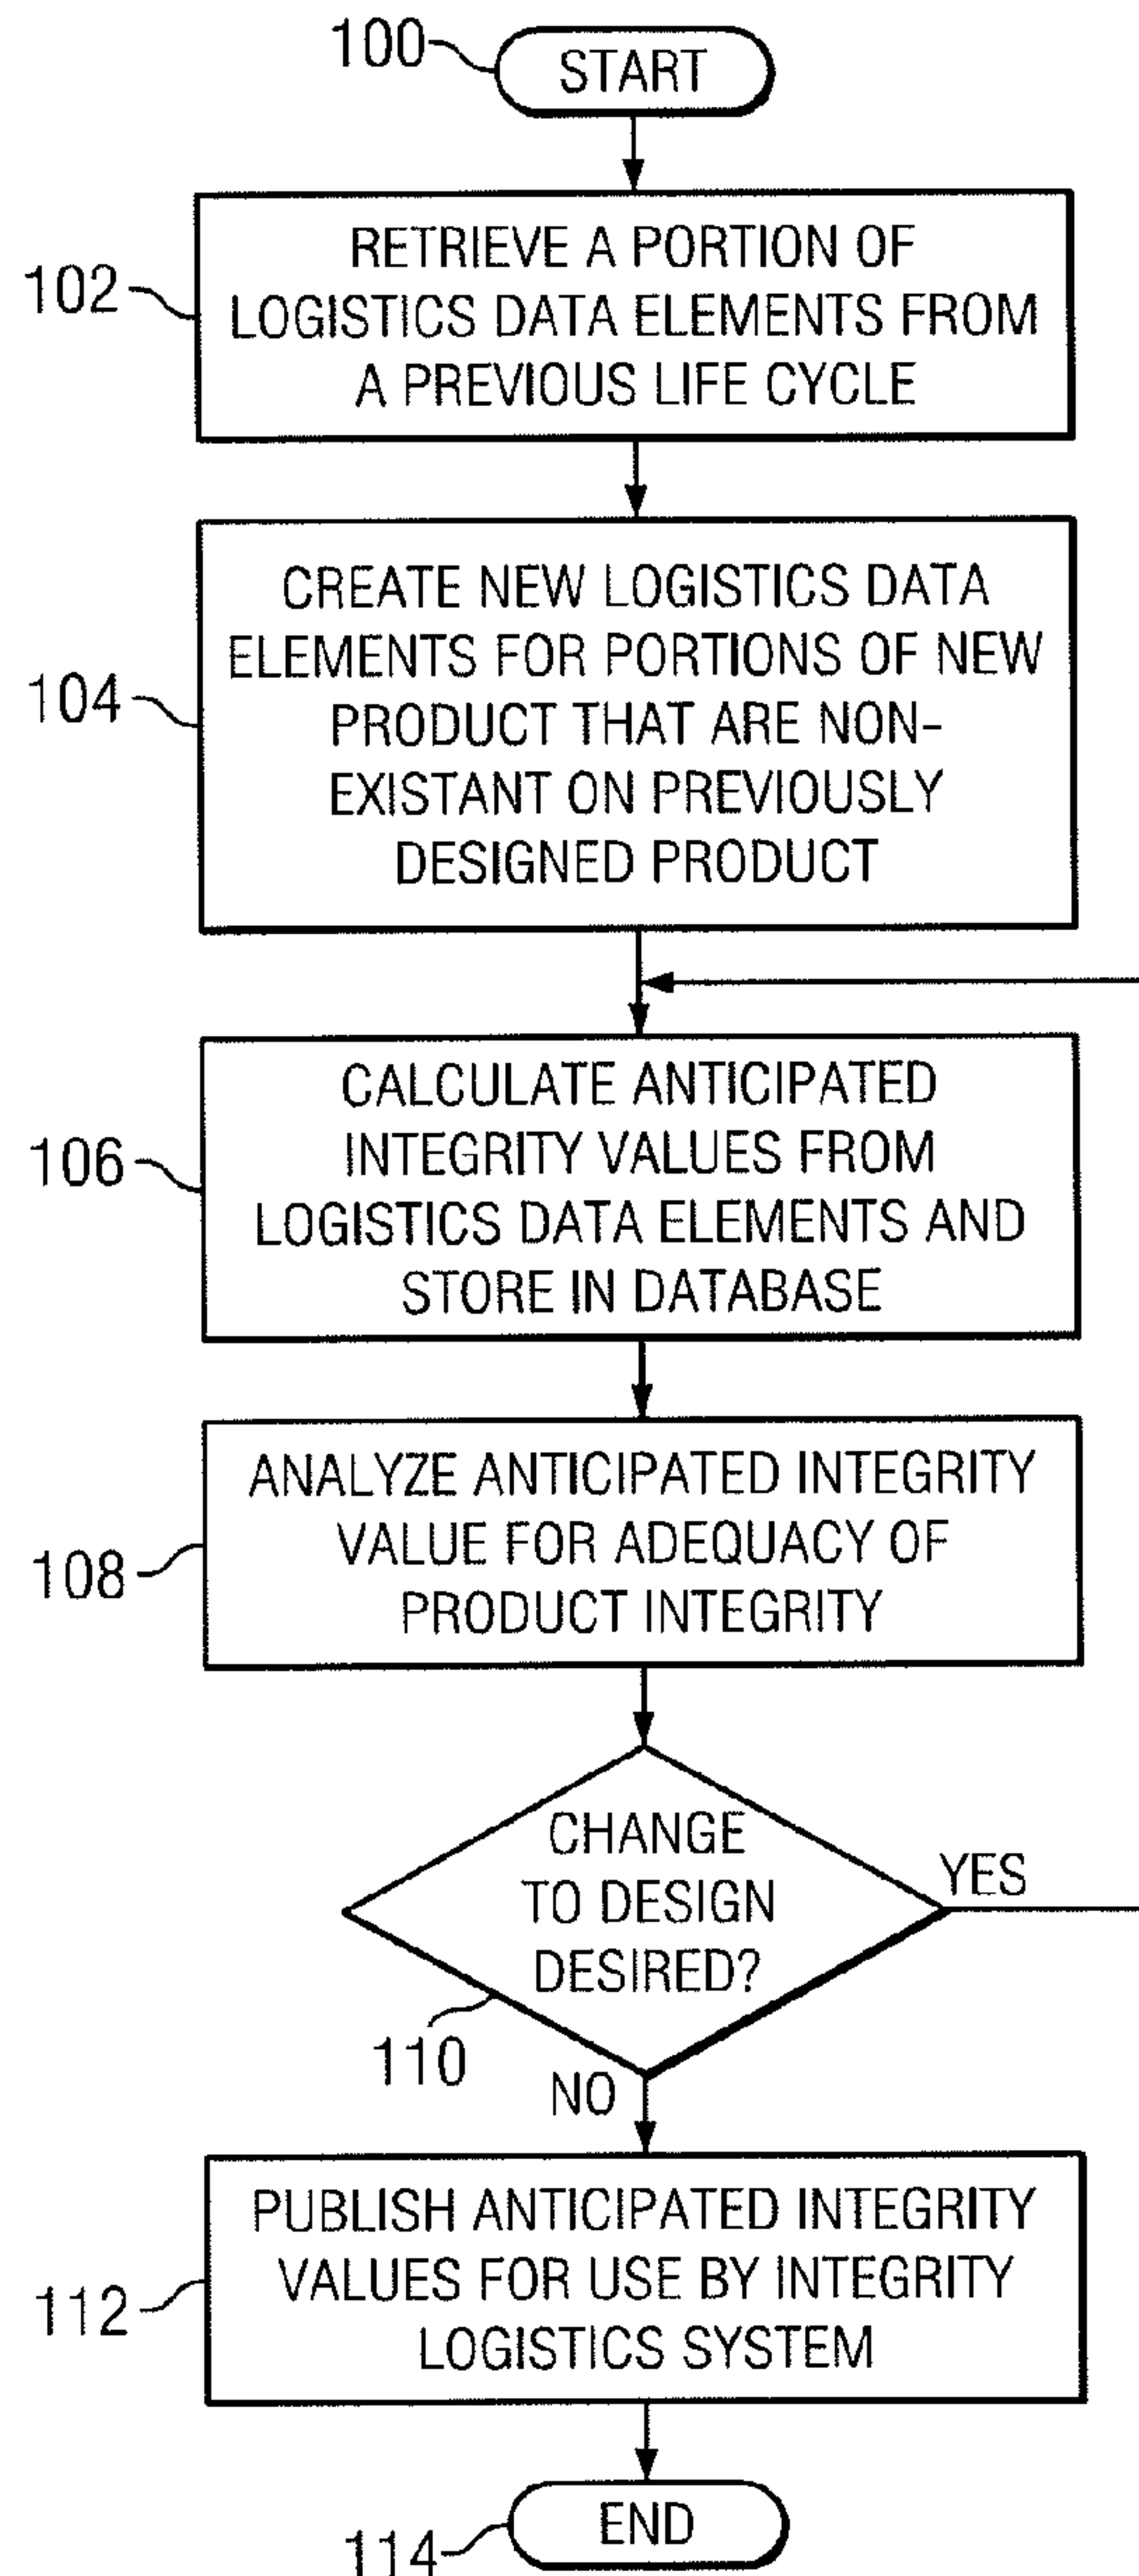 100
START
102
RETRIEVE A PORTION OF
LOGISTICS DATA ELEMENTS FROM
A PREVIOUS LIFE CYCLE
104
CREATE NEW LOGISTICS DATA
ELEMENTS FOR PORTIONS OF NEW
PRODUCT THAT ARE NON-
EXISTANT ON PREVIOUSLY
DESIGNED PRODUCT
106
CALCULATE ANTICIPATED
INTEGRITY VALUES FROM
LOGISTICS DATA ELEMENTS AND
STORE IN DATABASE
108
ANALYZE ANTICIPATED INTEGRITY
VALUE FOR ADEQUACY OF
PRODUCT INTEGRITY
CHANGE
TO DESIGN
DESIRED?
YES
110
NO
112
PUBLISH ANTICIPATED INTEGRITY
VALUES FOR USE BY INTEGRITY
LOGISTICS SYSTEM
END
114